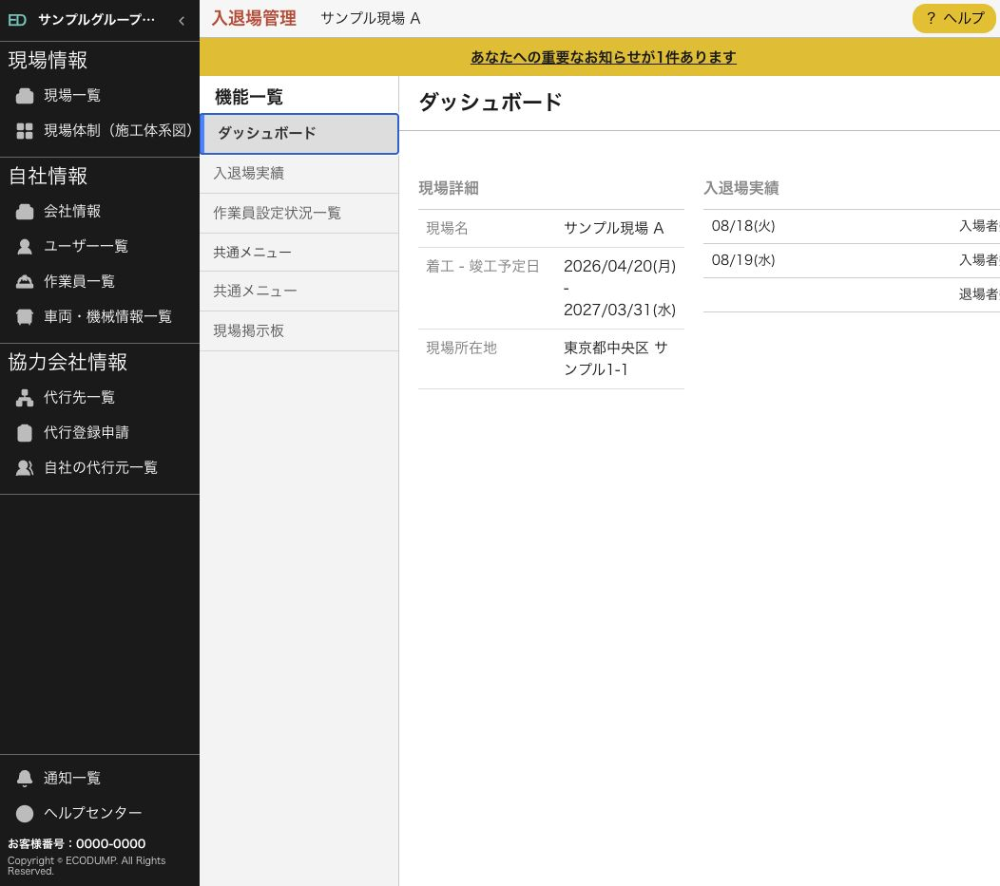 ED サンプルグループ…
現場情報
現場一覧
現場体制（施工体系図）
自社情報
会社情報
ユーザー一覧
作業員一覧
車両・機械情報一覧
協力会社情報
代行先一覧
代行登録申請
自社の代行元一覧
通知一覧
ヘルプセンター
お客様番号：0000-0000
Copyright © ECODUMP. All Rights
Reserved.
入退場管理 サンプル現場 A
? ヘルプ
あなたへの重要なお知らせが1件あります
機能一覧
ダッシュボード
入退場実績
作業員設定状況一覧
共通メニュー
共通メニュー
現場掲示板
ダッシュボード
現場詳細
現場名 サンプル現場 A
着工 - 竣工予定日 2026/04/20(月)
-
2027/03/31(水)
現場所在地 東京都中央区 サ
ンプル1-1
入退場実績
08/18(火) 入場者
08/19(水) 入場者
退場者